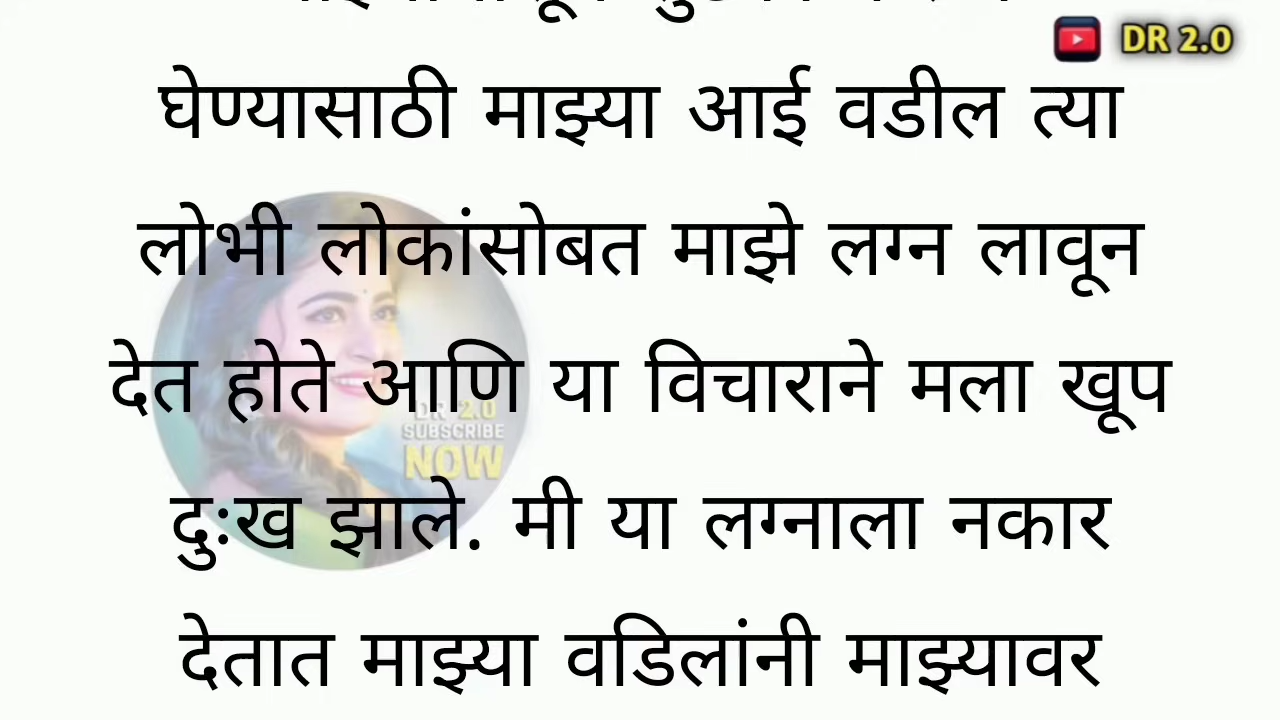 DR 2.0
घेण्यासाठी माझ्या आई वडील त्या
लोभी लोकांसोबत माझे लग्न लावून
देत होते आणि या विचाराने मला खूप
DR 2.0
SUBSCRIBE
NOW
दुःख झाले. मी या लग्नाला नकार
देतात माझ्या वडिलांनी माझ्यावर